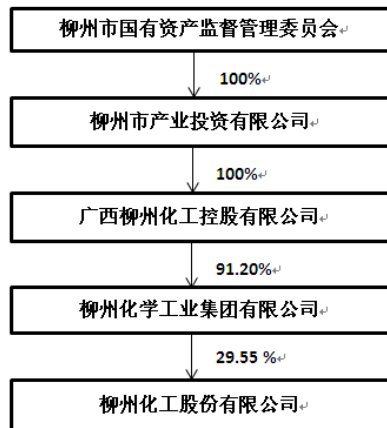 柳州市国有资产监督管理委员会
100%
柳州市产业投资有限公司
100%
广西柳州化工控股有限公司
91.20%
柳州化学工业集团有限公司
29.55 %
柳州化工股份有限公司